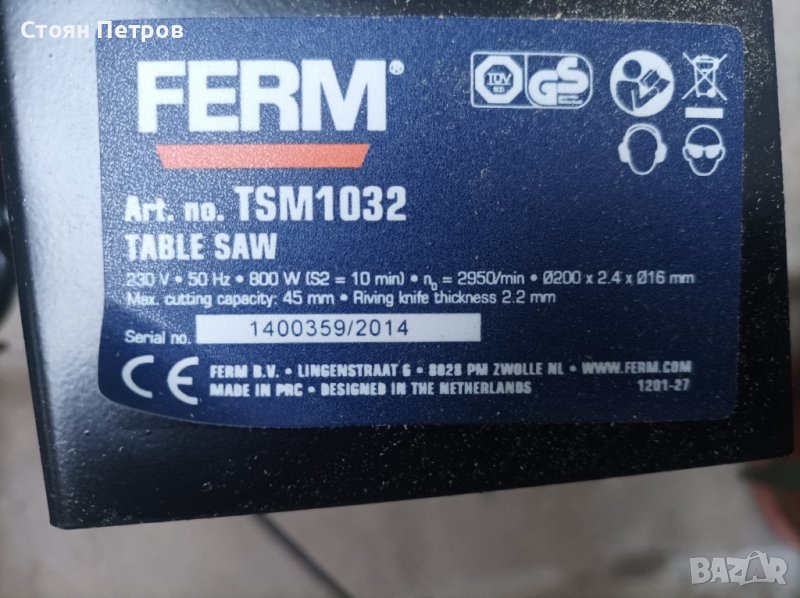 Стоян Петров
FERM®
TÜV
GS
Art. no. TSM1032
TABLE SAW
230 V • 50 Hz • 800 W (S2 = 10 min) • n₀ = 2950/min • Ø200 x 2.4 x Ø16 mm
Max. cutting capacity: 45 mm • Riving knife thickness 2.2 mm
Serial no. 1400359/2014
CE
FERM B.V. • LINGENSTRAAT 6 • 8028 PM ZWOLLE NL • WWW.FERM.COM
MADE IN PRC • DESIGNED IN THE NETHERLANDS 1201-27
BAZAR